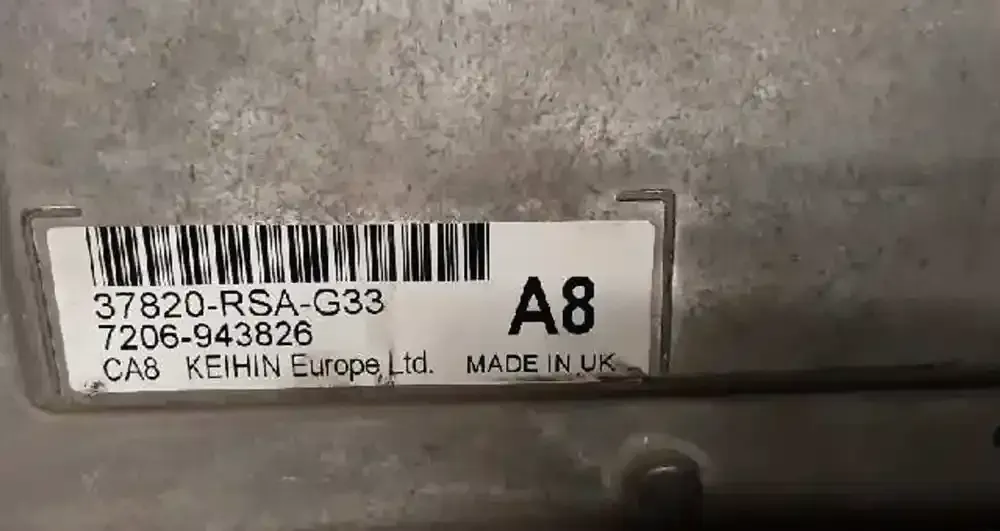 37820-RSA-G33
A8
7206-943826
CA8 KEIHIN Europe Ltd. MADE IN UK